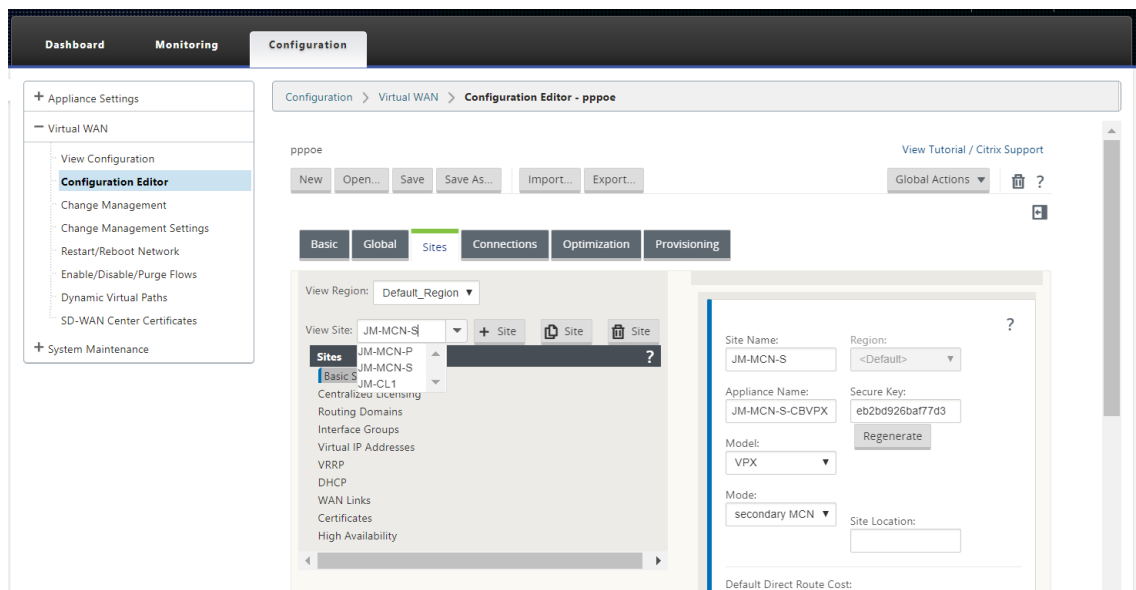 Dashboard Monitoring Configuration
+ Appliance Settings
− Virtual WAN
View Configuration
Configuration Editor
Change Management
Change Management Settings
Restart/Reboot Network
Enable/Disable/Purge Flows
Dynamic Virtual Paths
SD-WAN Center Certificates
+ System Maintenance
Configuration > Virtual WAN > Configuration Editor - pppoe
pppoe
View Tutorial / Citrix Support
New Open... Save Save As... Import... Export... Global Actions ▼ ?
Basic Global Sites Connections Optimization Provisioning
View Region: Default_Region ▼
View Site: JM-MCN-S + Site Site Site
JM-MCN-P
JM-MCN-S
JM-CL1
Sites ?
Basic S
Centralized Licensing
Routing Domains
Interface Groups
Virtual IP Addresses
VRRP
DHCP
WAN Links
Certificates
High Availability
?
Site Name: Region:
JM-MCN-S <Default> ▼
Appliance Name: Secure Key:
JM-MCN-S-CBVPX eb2bd926baf77d3
Regenerate
Model:
VPX ▼
Mode:
secondary MCN ▼
Site Location:
Default Direct Route Cost: